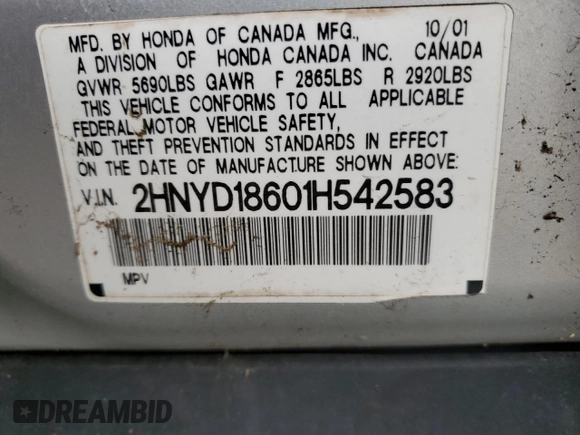 MFD. BY HONDA OF CANADA MFG., 10/01
A DIVISION OF HONDA CANADA INC. CANADA
GVWR 5690LBS GAWR F 2865LBS R 2920LBS
THIS VEHICLE CONFORMS TO ALL APPLICABLE
FEDERAL MOTOR VEHICLE SAFETY,
AND THEFT PREVENTION STANDARDS IN EFFECT
ON THE DATE OF MANUFACTURE SHOWN ABOVE:
V.I.N. 2HNYD18601H542583
MPV
DREAMBID